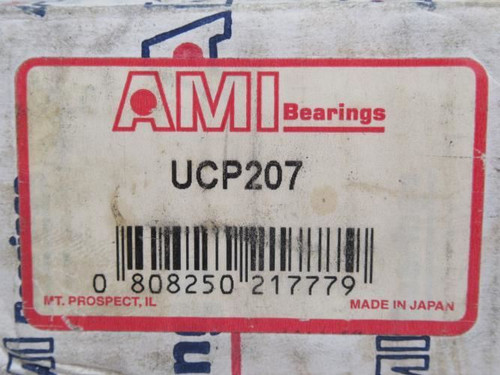 AMI Bearings
UCP207
0 808250 217779
MT. PROSPECT, IL
MADE IN JAPAN